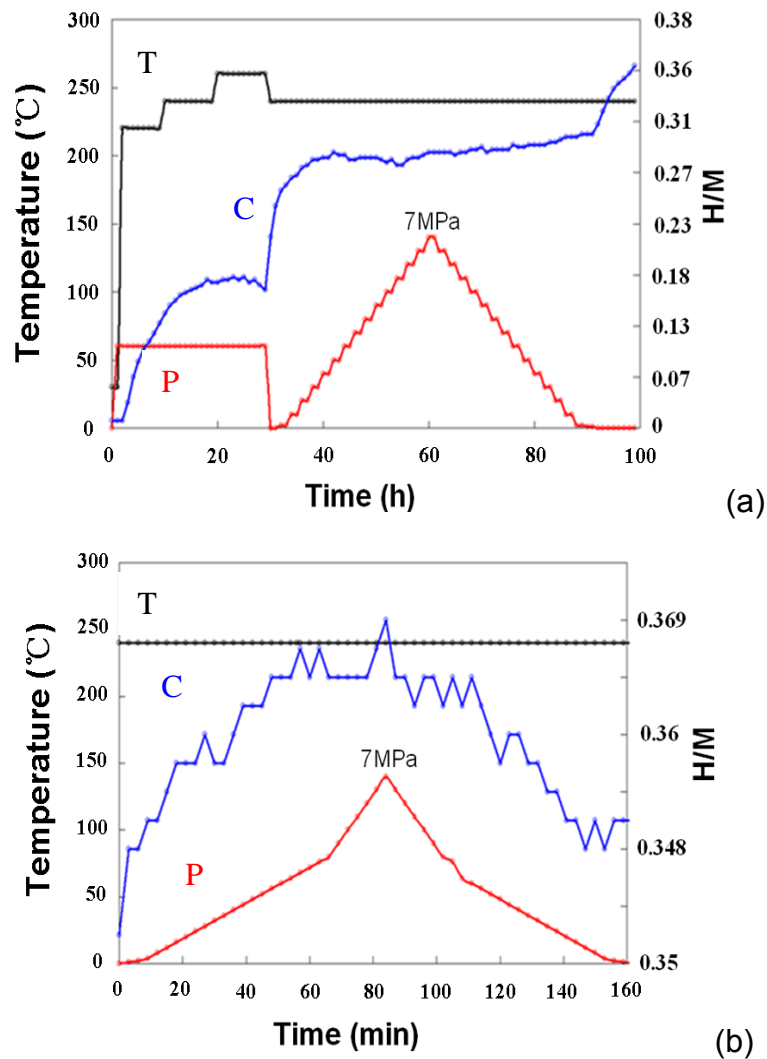 300
0.38
T
250
0.36
200
0.31
C
0.27
150
7MPa
0.23
100
0.18
0.13
50
P
0.07
0
0
0
20
40
60
80
100
Temperature (℃)
H/M
Time (h)
(a)
300
T
0.369
250
C
200
0.36
150
7MPa
100
0.348
50
P
0
0.35
0
20
40
60
80
100
120
140
160
Temperature (℃)
H/M
Time (min)
(b)